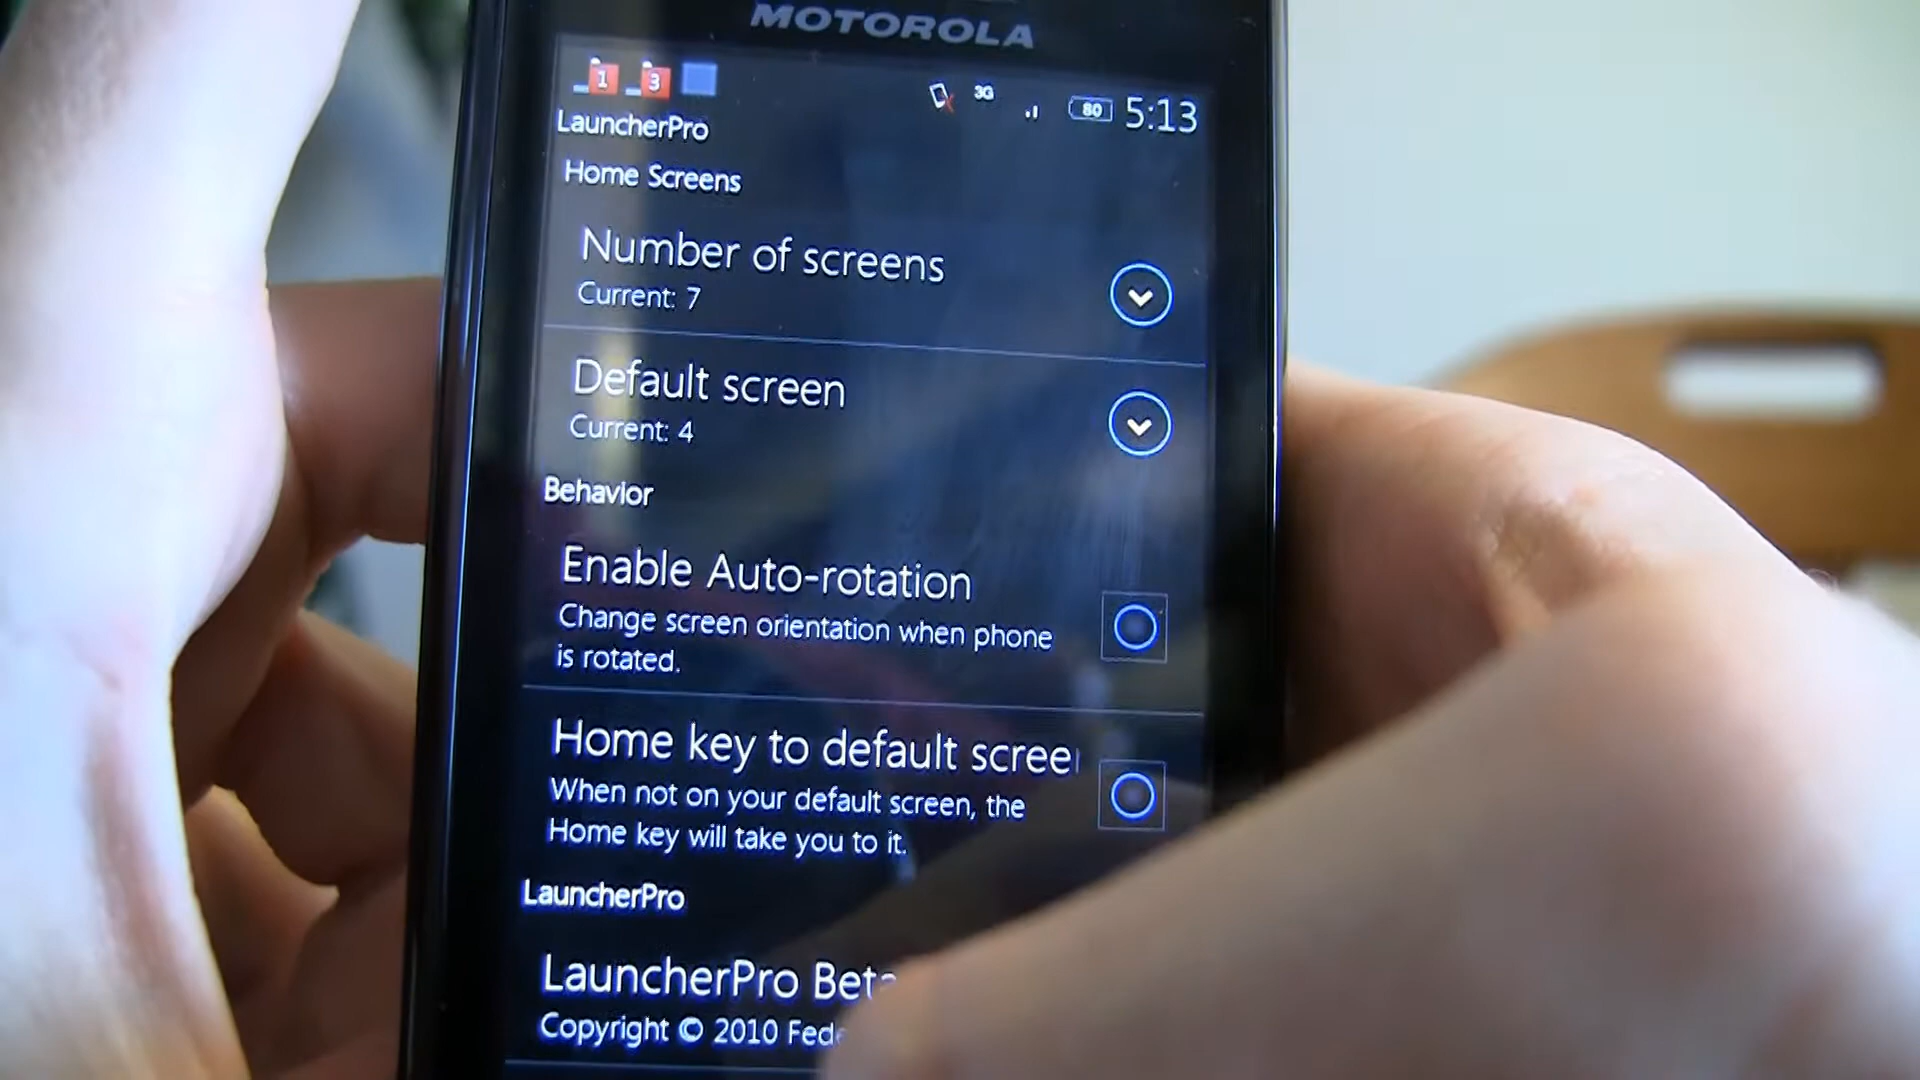 MOTOROLA
1 3 3G 80 5:13
LauncherPro
Home Screens
Number of screens
Current: 7
Default screen
Current: 4
Behavior
Enable Auto-rotation
Change screen orientation when phone
is rotated.
Home key to default scree
When not on your default screen, the
Home key will take you to it.
LauncherPro
LauncherPro Beta
Copyright © 2010 Fede